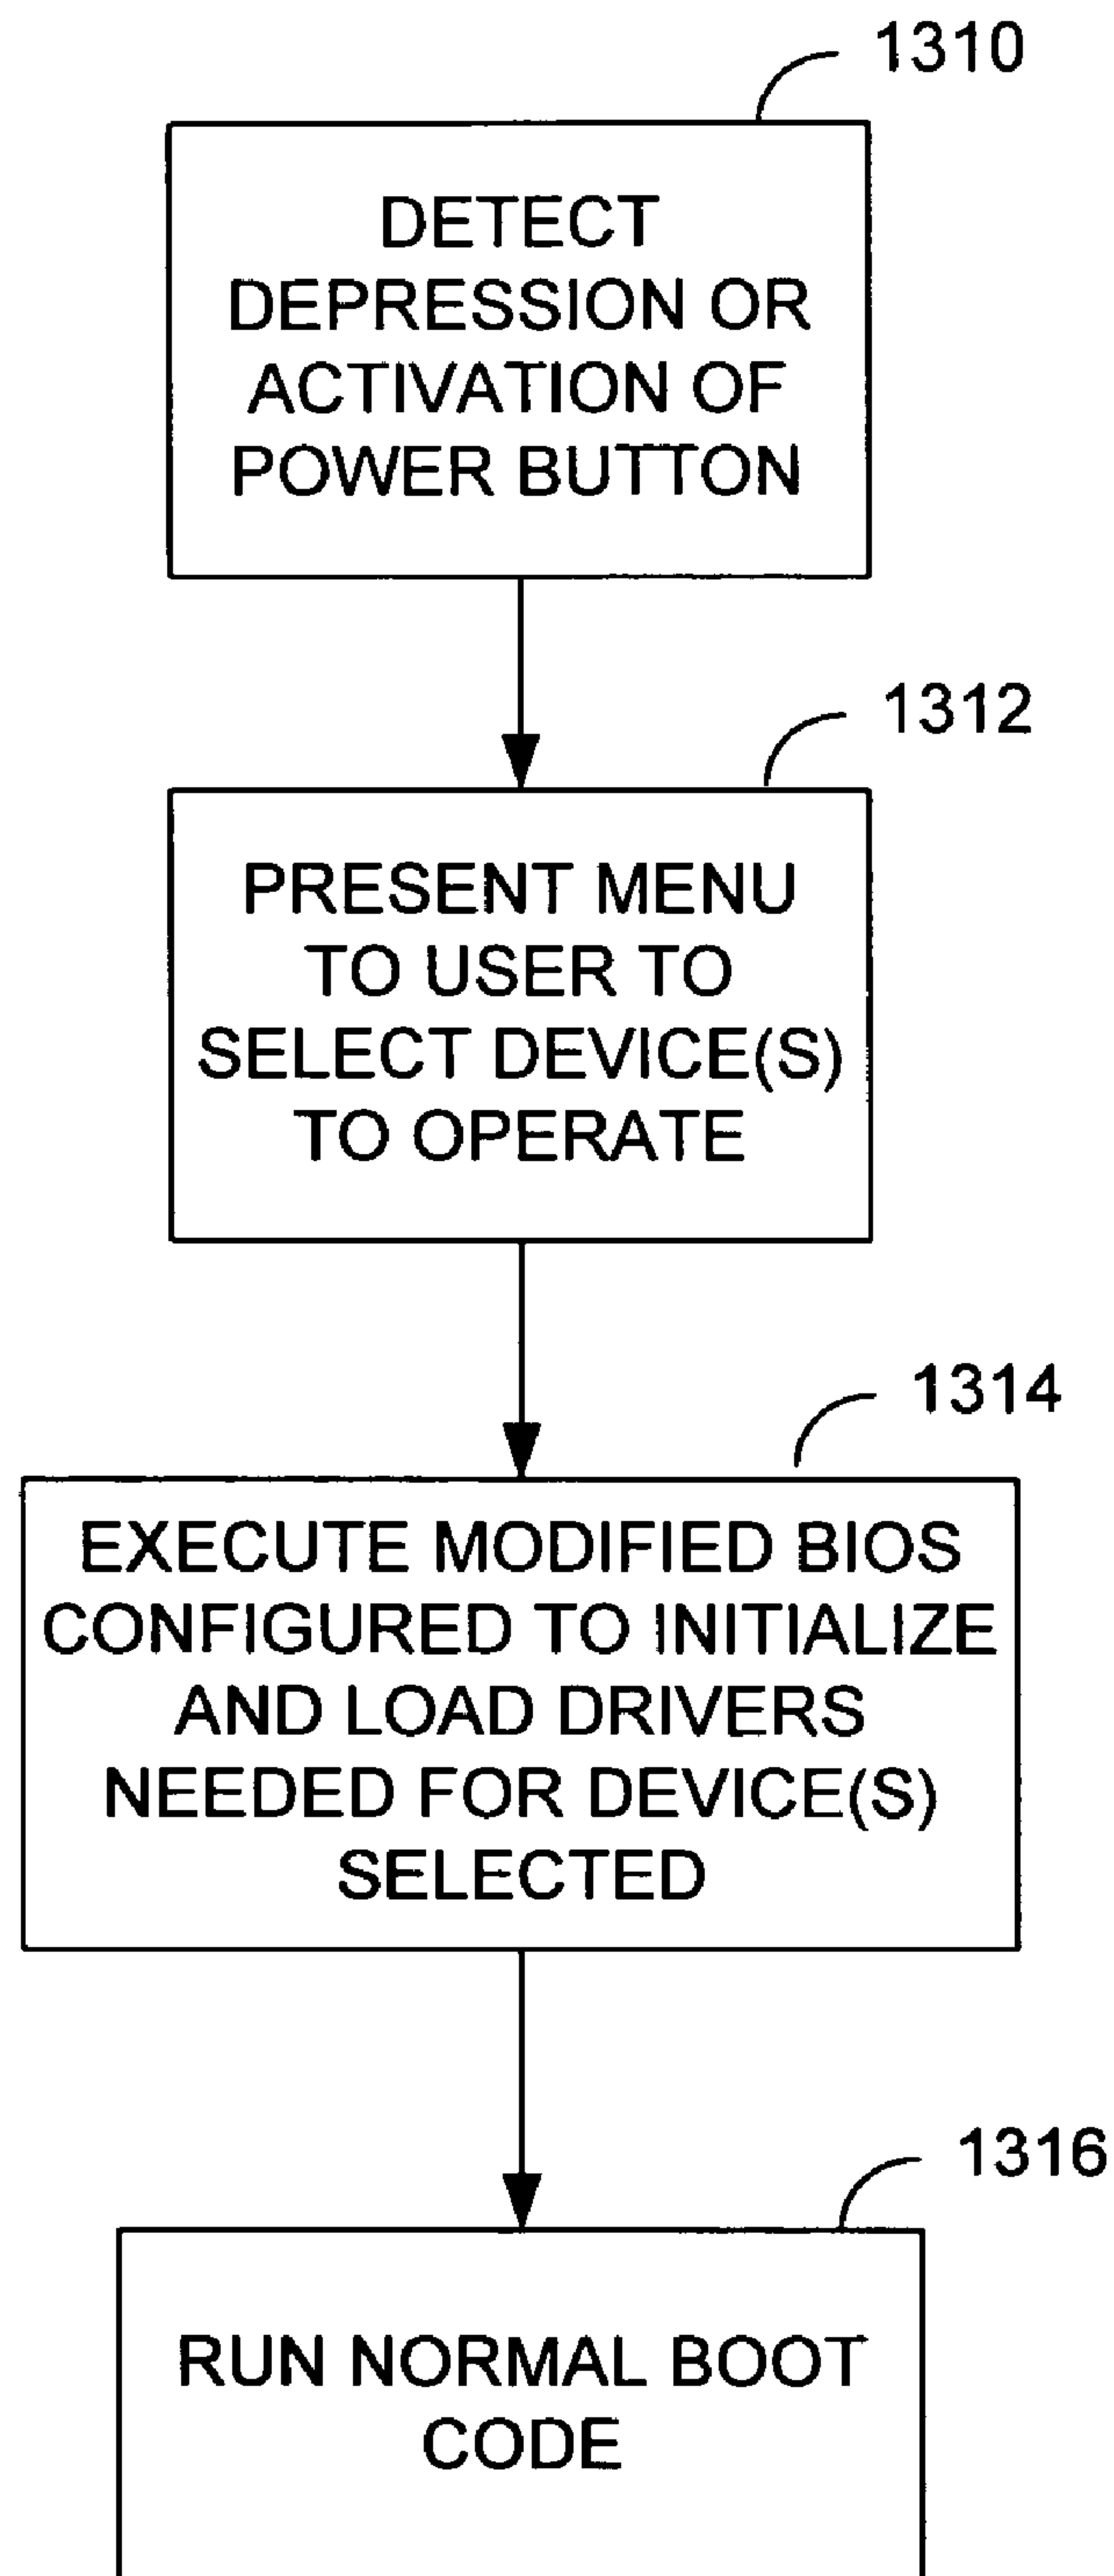 1310
DETECT
DEPRESSION OR
ACTIVATION OF
POWER BUTTON
1312
PRESENT MENU
TO USER TO
SELECT DEVICE(S)
TO OPERATE
1314
EXECUTE MODIFIED BIOS
CONFIGURED TO INITIALIZE
AND LOAD DRIVERS
NEEDED FOR DEVICE(S)
SELECTED
1316
RUN NORMAL BOOT
CODE